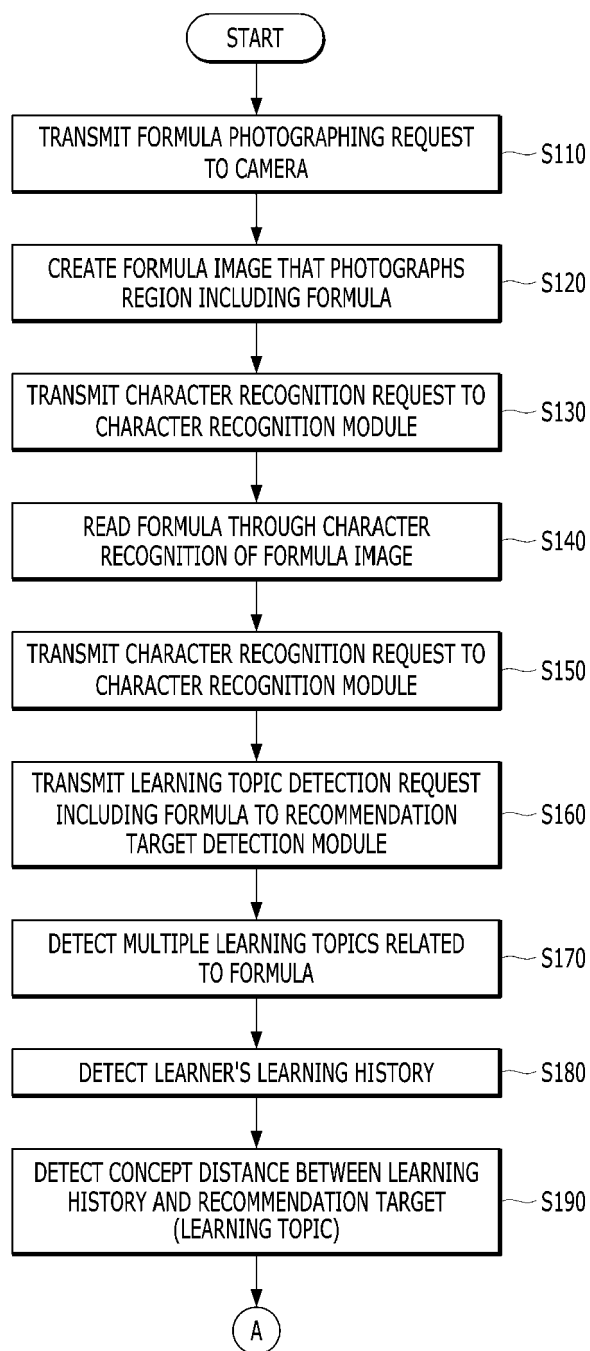 START
TRANSMIT FORMULA PHOTOGRAPHING REQUEST
TO CAMERA
S110
CREATE FORMULA IMAGE THAT PHOTOGRAPHS
REGION INCLUDING FORMULA
S120
TRANSMIT CHARACTER RECOGNITION REQUEST TO
CHARACTER RECOGNITION MODULE
S130
READ FORMULA THROUGH CHARACTER
RECOGNITION OF FORMULA IMAGE
S140
TRANSMIT CHARACTER RECOGNITION REQUEST TO
CHARACTER RECOGNITION MODULE
S150
TRANSMIT LEARNING TOPIC DETECTION REQUEST
INCLUDING FORMULA TO RECOMMENDATION
TARGET DETECTION MODULE
S160
DETECT MULTIPLE LEARNING TOPICS RELATED
TO FORMULA
S170
DETECT LEARNER'S LEARNING HISTORY
S180
DETECT CONCEPT DISTANCE BETWEEN LEARNING
HISTORY AND RECOMMENDATION TARGET
(LEARNING TOPIC)
S190
A